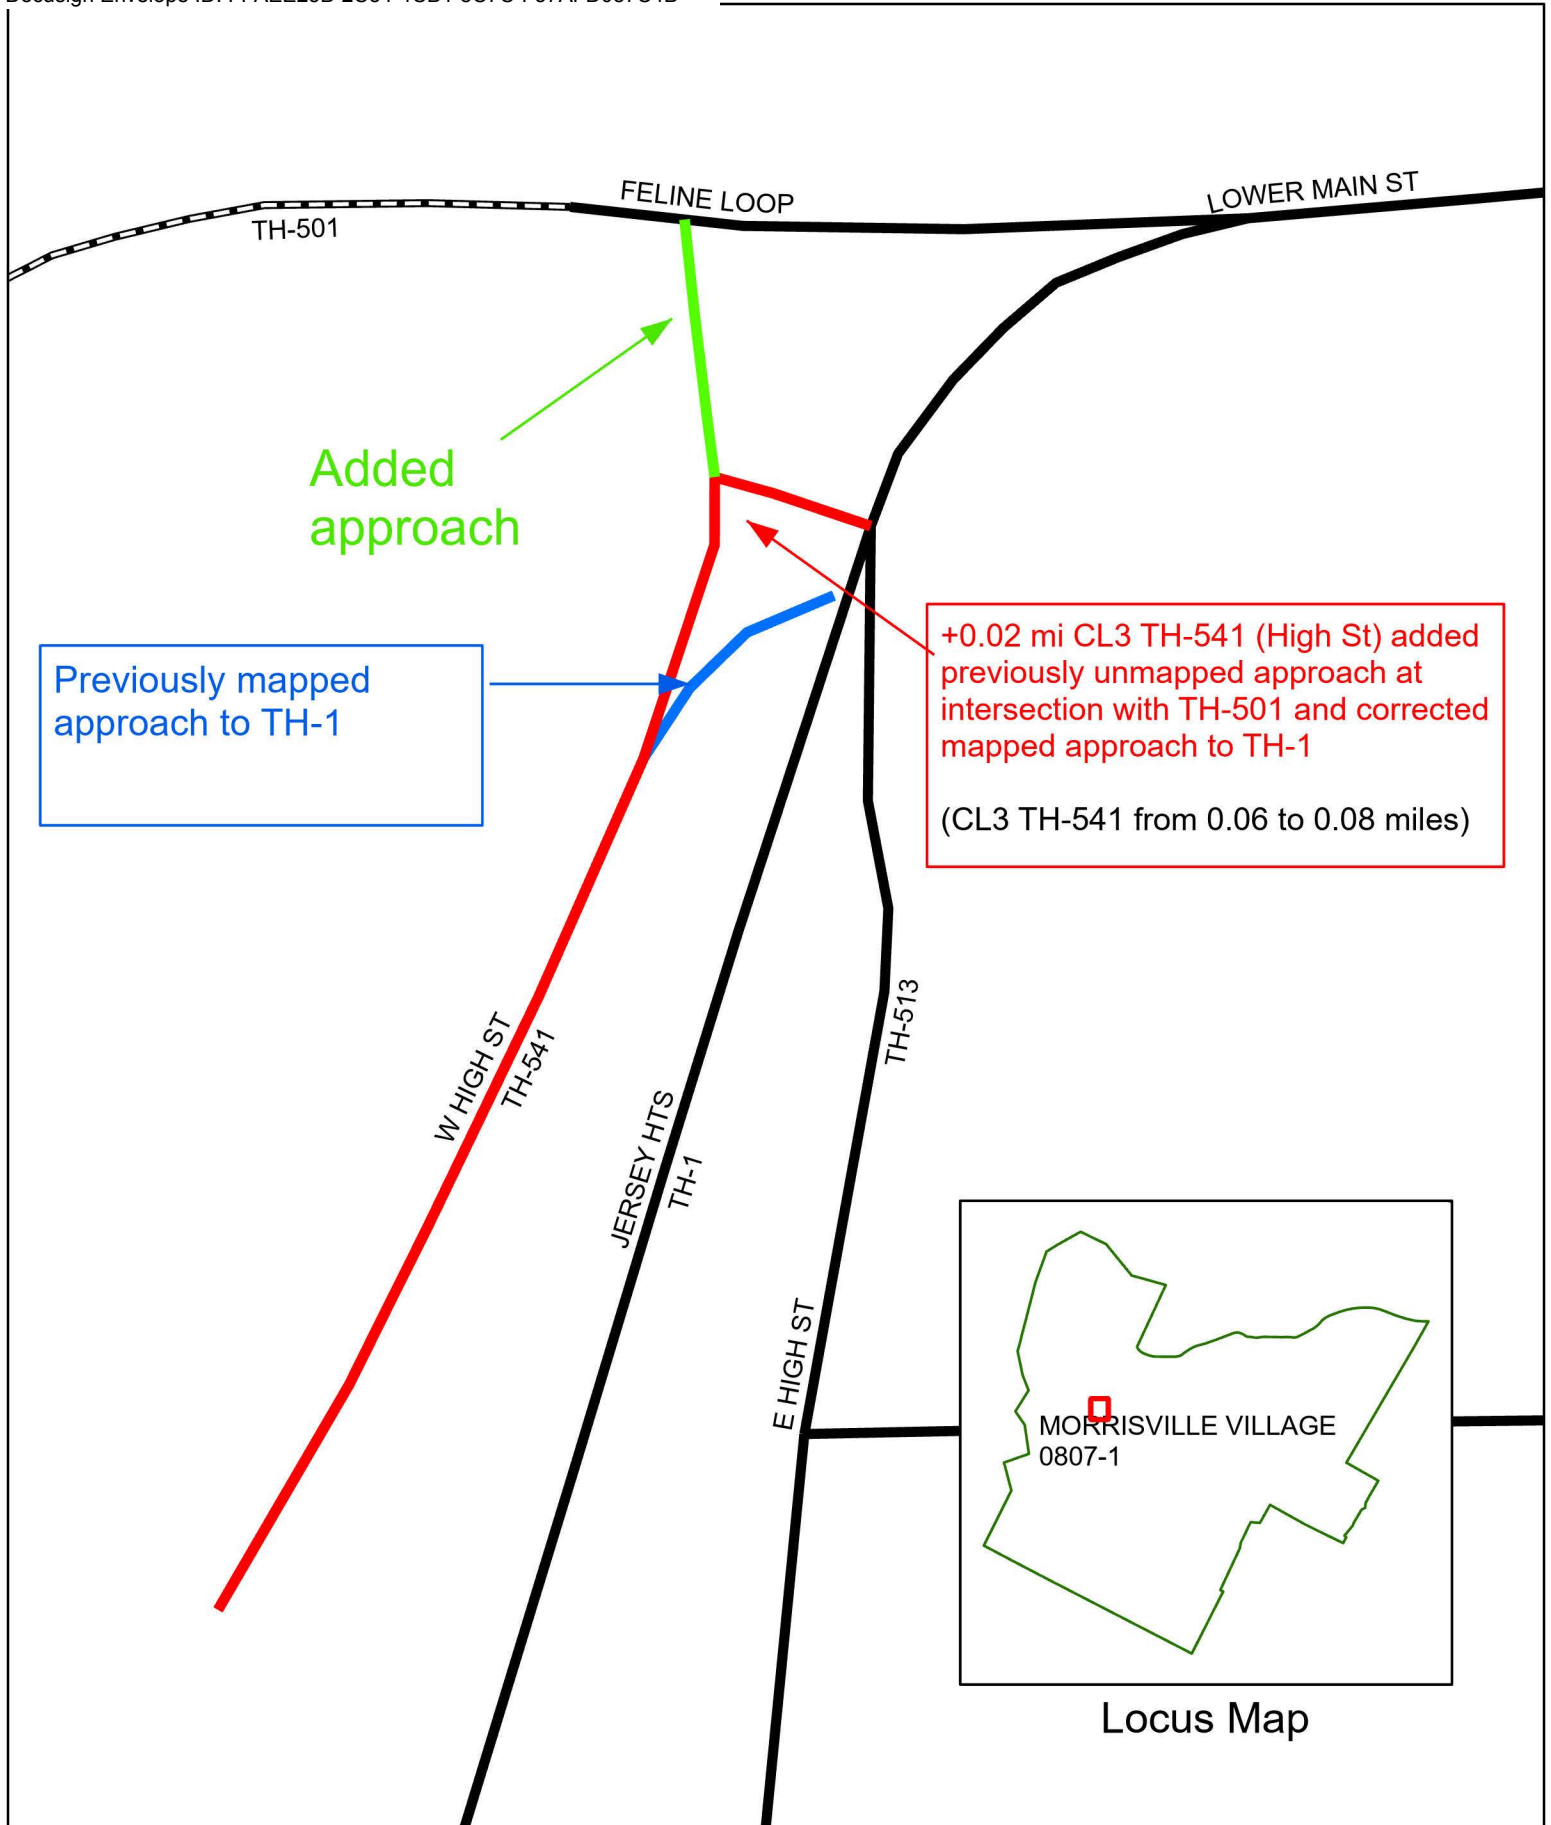 FELINE LOOP
LOWER MAIN ST
TH-501
Added
approach
+0.02 mi CL3 TH-541 (High St) added
previously unmapped approach at
intersection with TH-501 and corrected
mapped approach to TH-1
(CL3 TH-541 from 0.06 to 0.08 miles)
Previously mapped
approach to TH-1
W HIGH ST
TH-541
JERSEY HTS
TH-1
TH-513
E HIGH ST
MORRISVILLE VILLAGE
0807-1
Locus Map